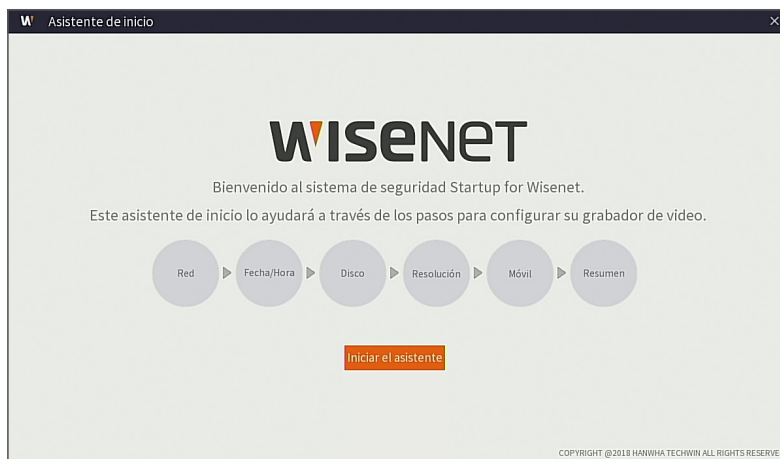 Asistente de inicio
WISENET
Bienvenido al sistema de seguridad Startup for Wisenet.
Este asistente de inicio lo ayudará a través de los pasos para configurar su grabador de video.
Red Fecha/Hora Disco Resolución Móvil Resumen
Iniciar el asistente
COPYRIGHT @2018 HANWHA TECHWIN ALL RIGHTS RESERVE